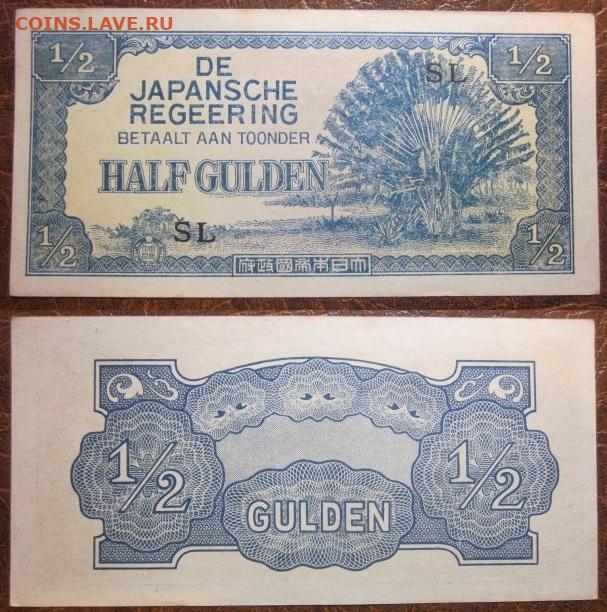 COINS.LAVE.RU
1/2
1/2
DE
JAPANSCHE
REGEERING
BETAALT AAN TOONDER
SL
HALF GULDEN
SL
1/2
1/2
府政國帝本日大
1/2
1/2
GULDEN